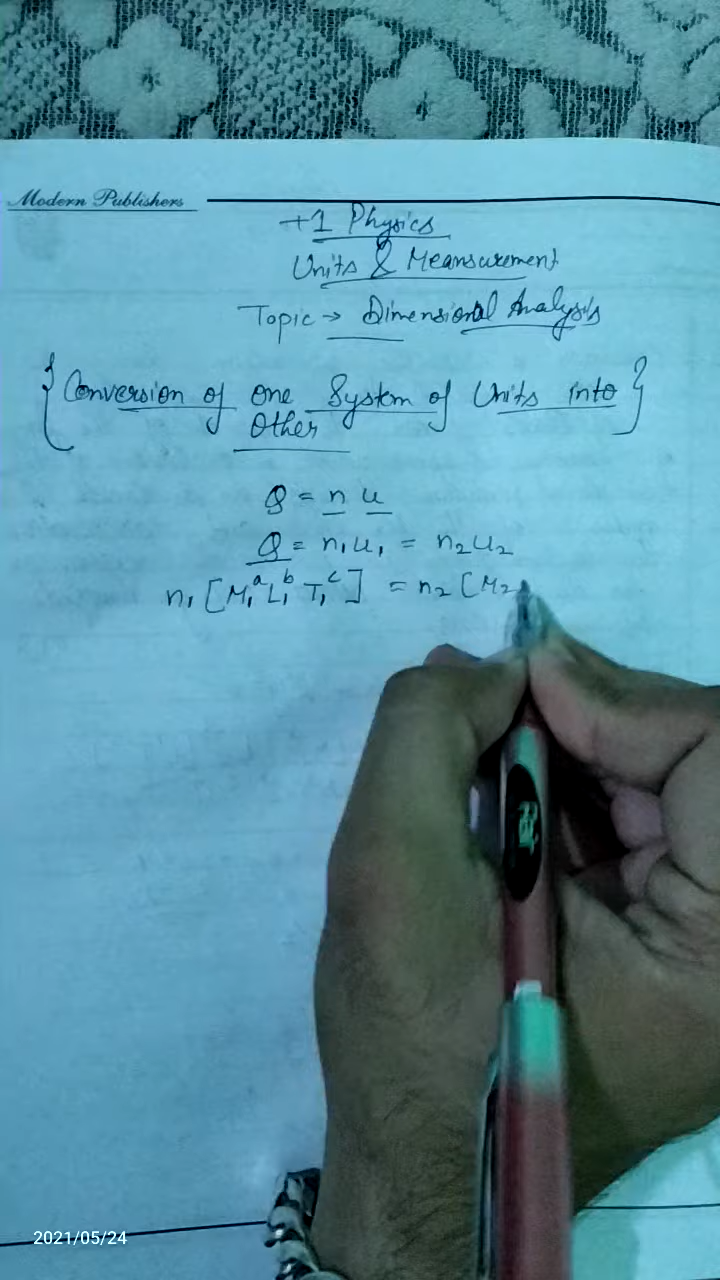 Modern Publishers
+1 Physics
Units & Meansurement
Topic → Dimensional Analysis
{ Conversion of one System of Units into }
Other
Q = n u
Q = n₁u₁ = n₂u₂
n₁ [M₁ᵃ L₁ᵇ T₁ᶜ] = n₂ [M₂
2021/05/24